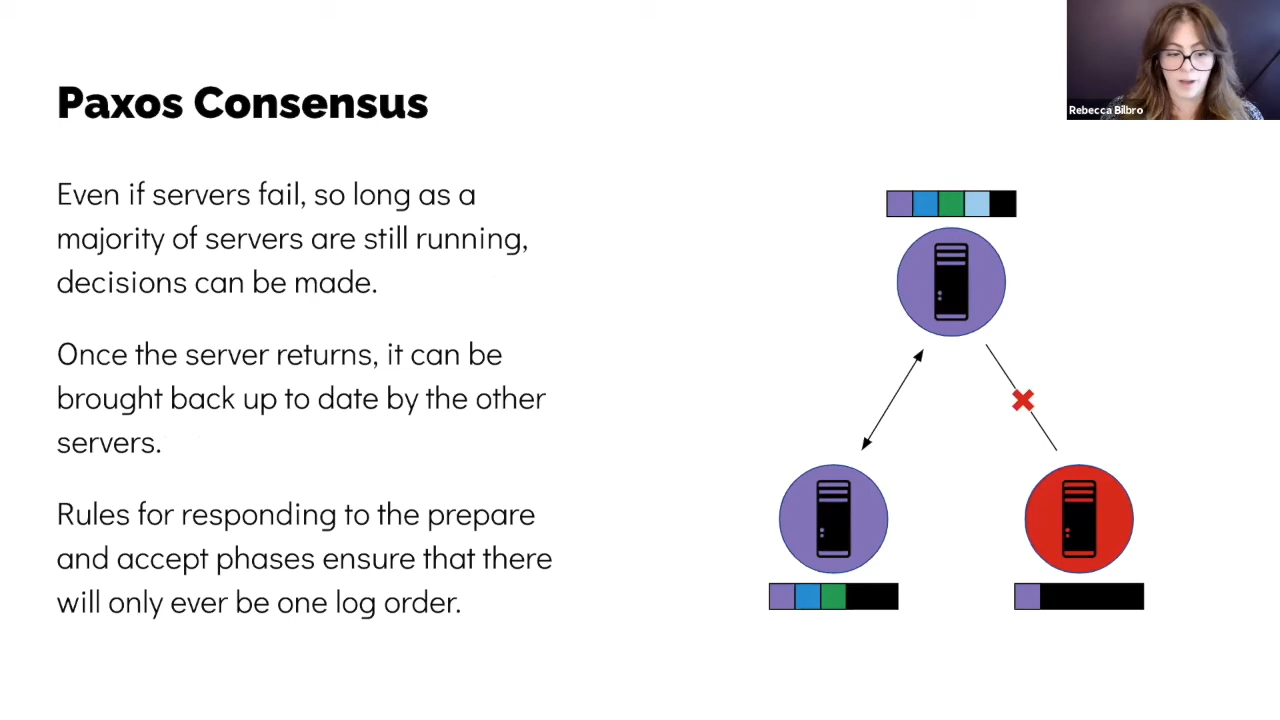 Paxos Consensus
Rebecca Bilbro
Even if servers fail, so long as a
majority of servers are still running,
decisions can be made.
Once the server returns, it can be
brought back up to date by the other
servers.
Rules for responding to the prepare
and accept phases ensure that there
will only ever be one log order.